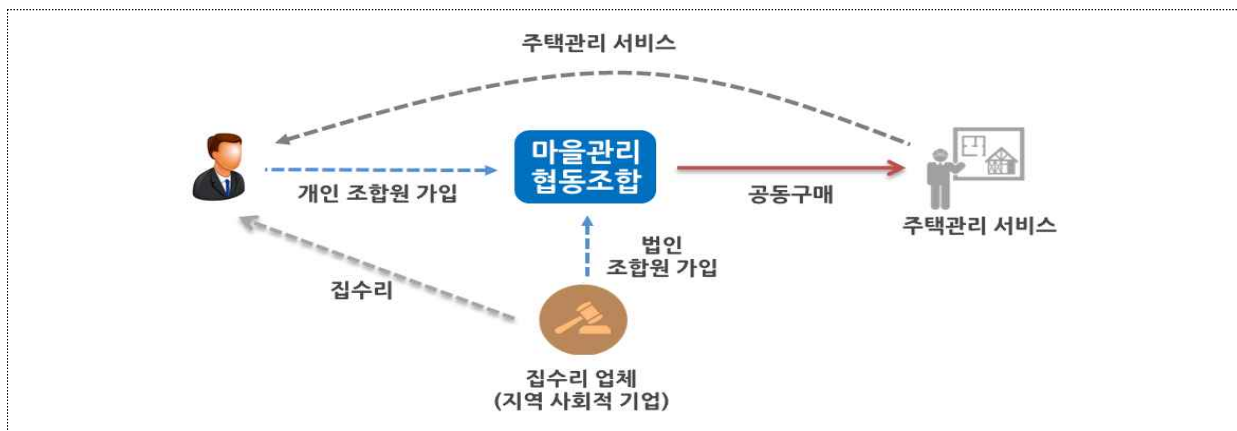 주택관리 서비스
마을관리
협동조합
개인 조합원 가입
공동구매
주택관리 서비스
법인
조합원 가입
집수리
집수리 업체
(지역 사회적 기업)